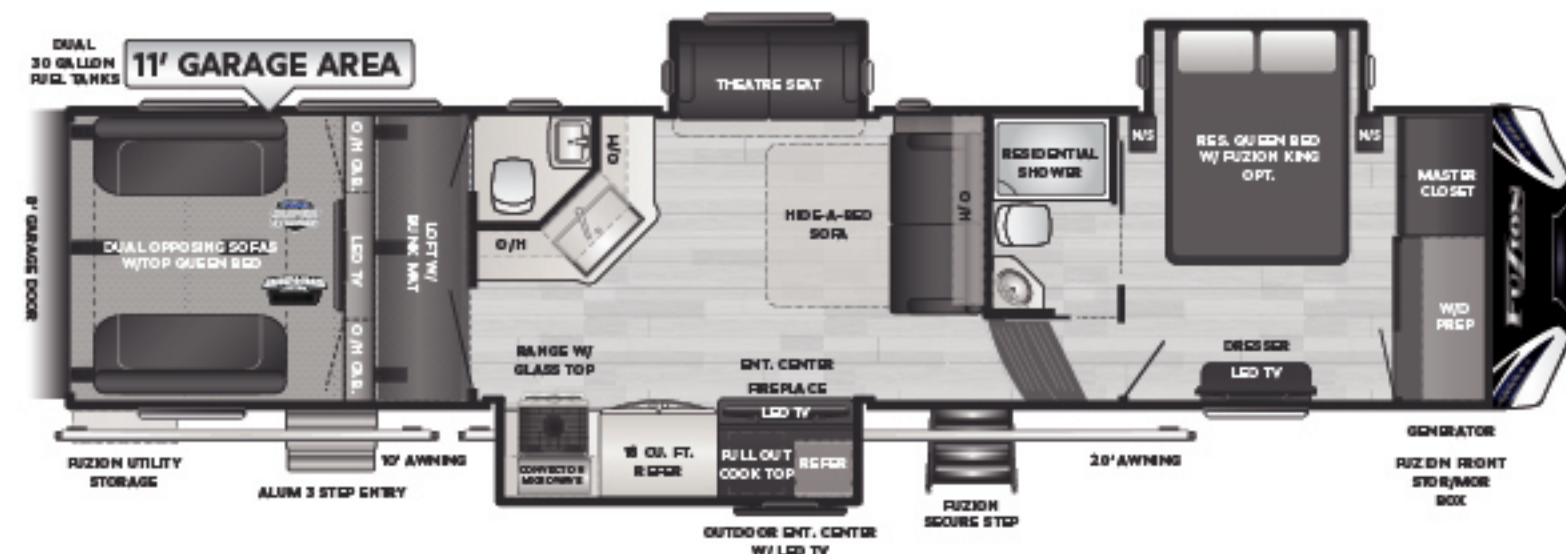 DUAL
30 GALLON
FUEL TANKS
11' GARAGE AREA
8' GARAGE DOOR
DUAL OPPOSING SOFAS
W/TOP QUEEN BED
O/H CAB.
LED TV
O/H CAB.
LOFT W/
BUNK MAT
O/H
O/H
THEATRE SEAT
HIDE-A-BED
SOFA
O/H
RESIDENTIAL
SHOWER
N/S
RES. QUEEN BED
W/ FUZION KING
OPT.
N/S
MASTER
CLOSET
W/D
PREP
FUZION
RANGE W/
GLASS TOP
ENT. CENTER
FIREPLACE
LED TV
DRESSER
LED TV
CONVECTION
MICROWAVE
18 CU. FT.
REFER
PULL OUT
COOK TOP
REFER
FUZION UTILITY
STORAGE
10' AWNING
ALUM 3 STEP ENTRY
OUTDOOR ENT. CENTER
W/ LED TV
FUZION
SECURE STEP
20' AWNING
GENERATOR
FUZION FRONT
STOR/MOR
BOX